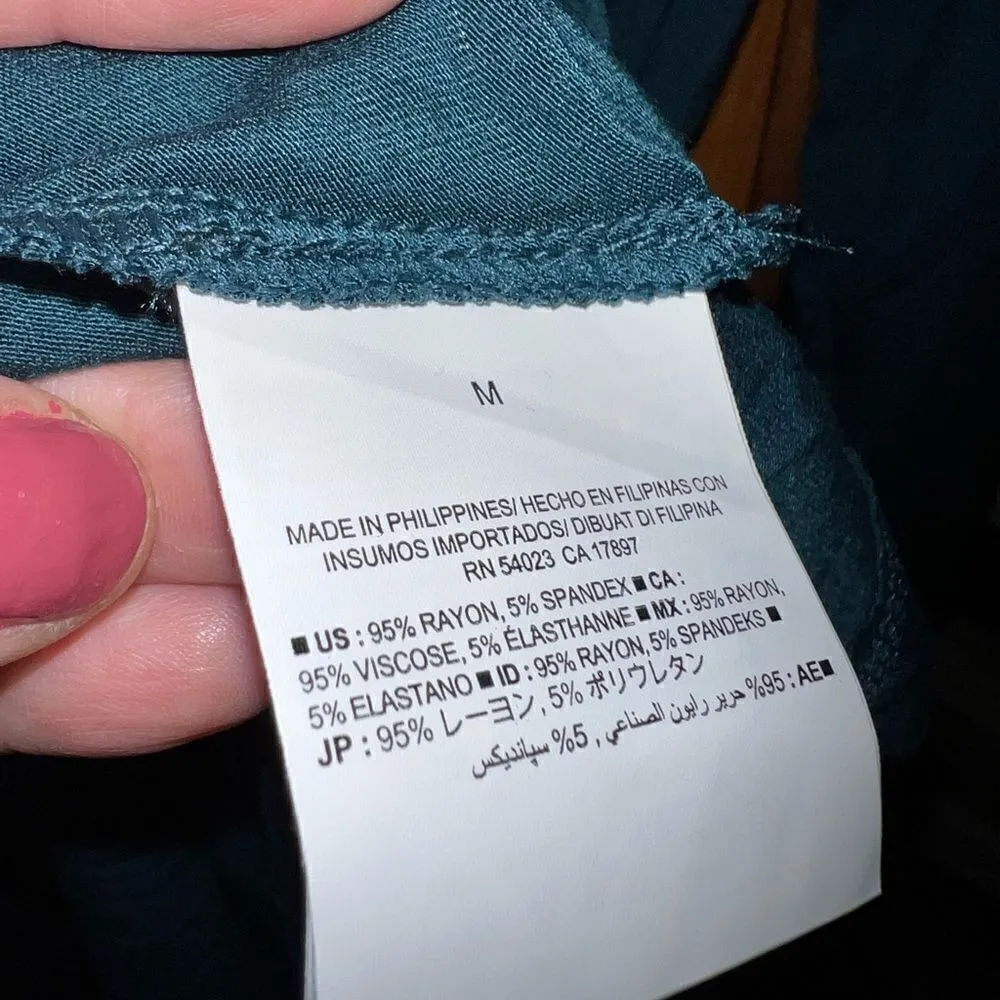 M
MADE IN PHILIPPINES/ HECHO EN FILIPINAS CON
INSUMOS IMPORTADOS/ DIBUAT DI FILIPINA
RN 54023 CA 17897
■ US : 95% RAYON, 5% SPANDEX ■ CA :
95% VISCOSE, 5% ÉLASTHANNE ■ MX : 95% RAYON,
5% ELASTANO ■ ID : 95% RAYON, 5% SPANDEKS ■
JP : 95% レーヨン, 5% ポリウレタン
■AE : 95% حرير رايون الصناعي , 5% سپانديكس